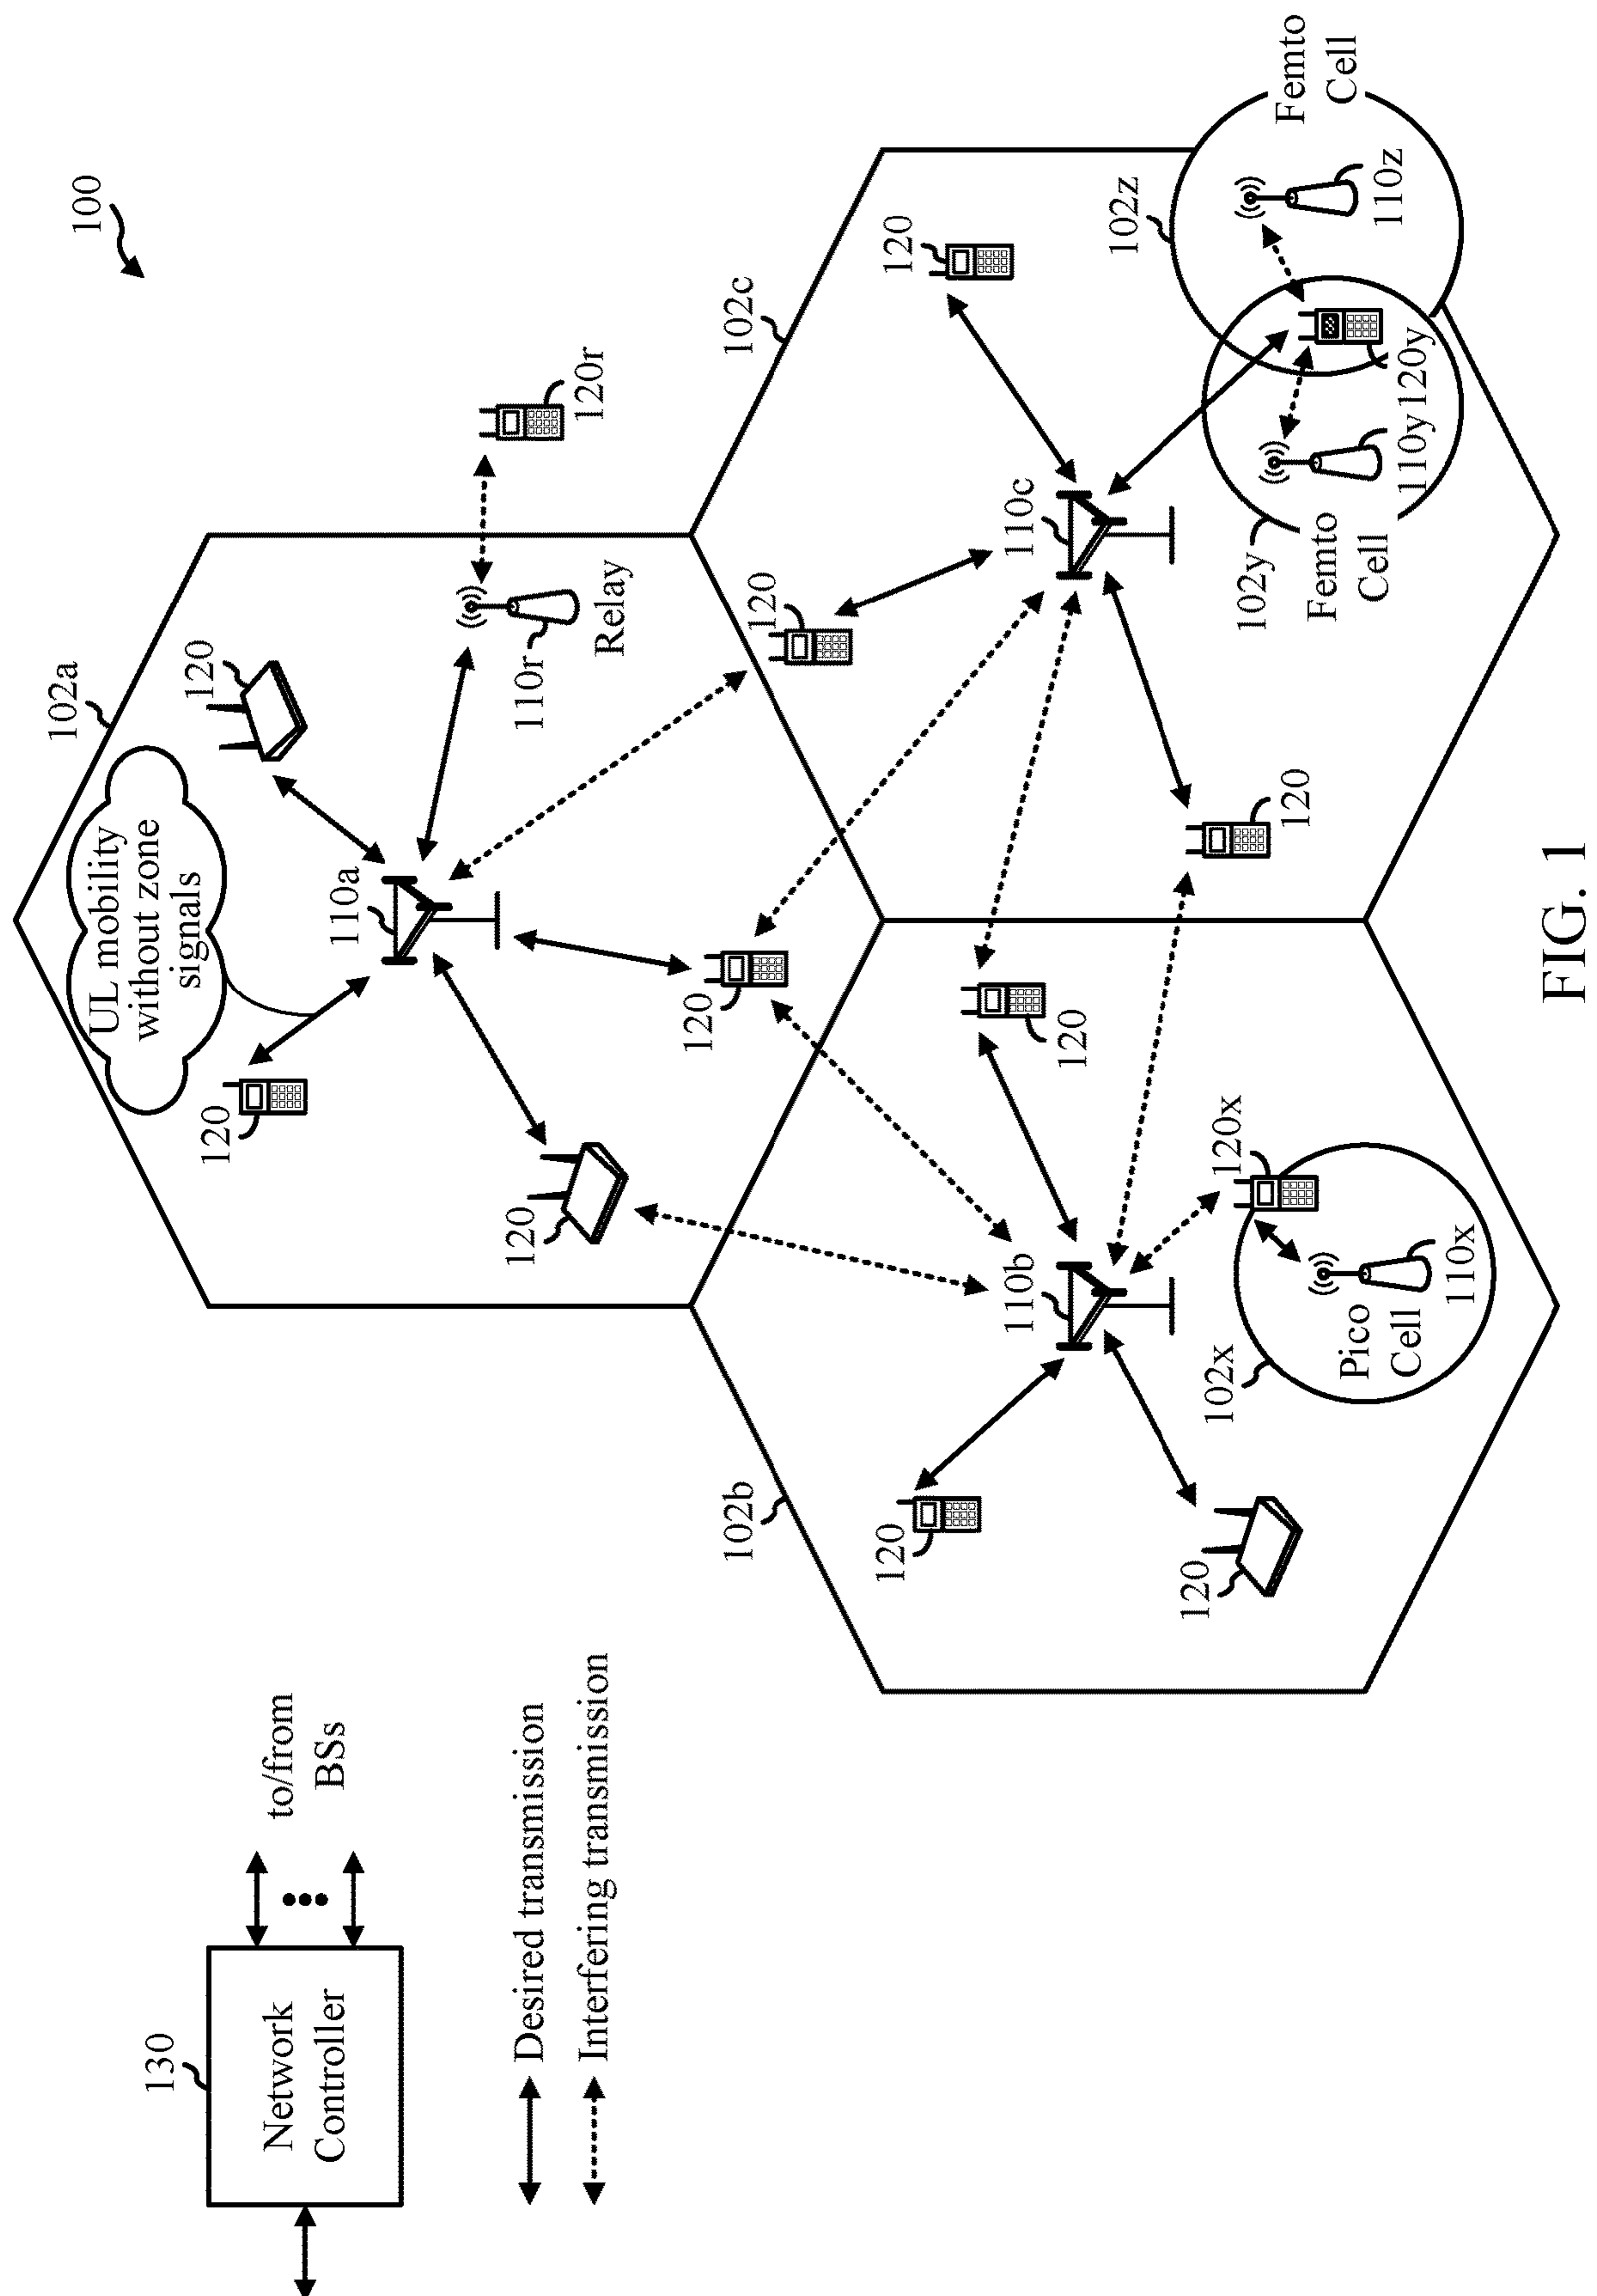 100
130
Network
Controller
to/from
BSs
Desired transmission
Interfering transmission
102a
UL mobility
without zone
signals
120
120
110a
120
120
110r
Relay
120r
102b
120
120
110b
120
102x
Pico
Cell
110x
120x
102c
120
120
110c
120
102y
Femto
Cell
110y
120y
102z
110z
Femto
Cell
FIG. 1